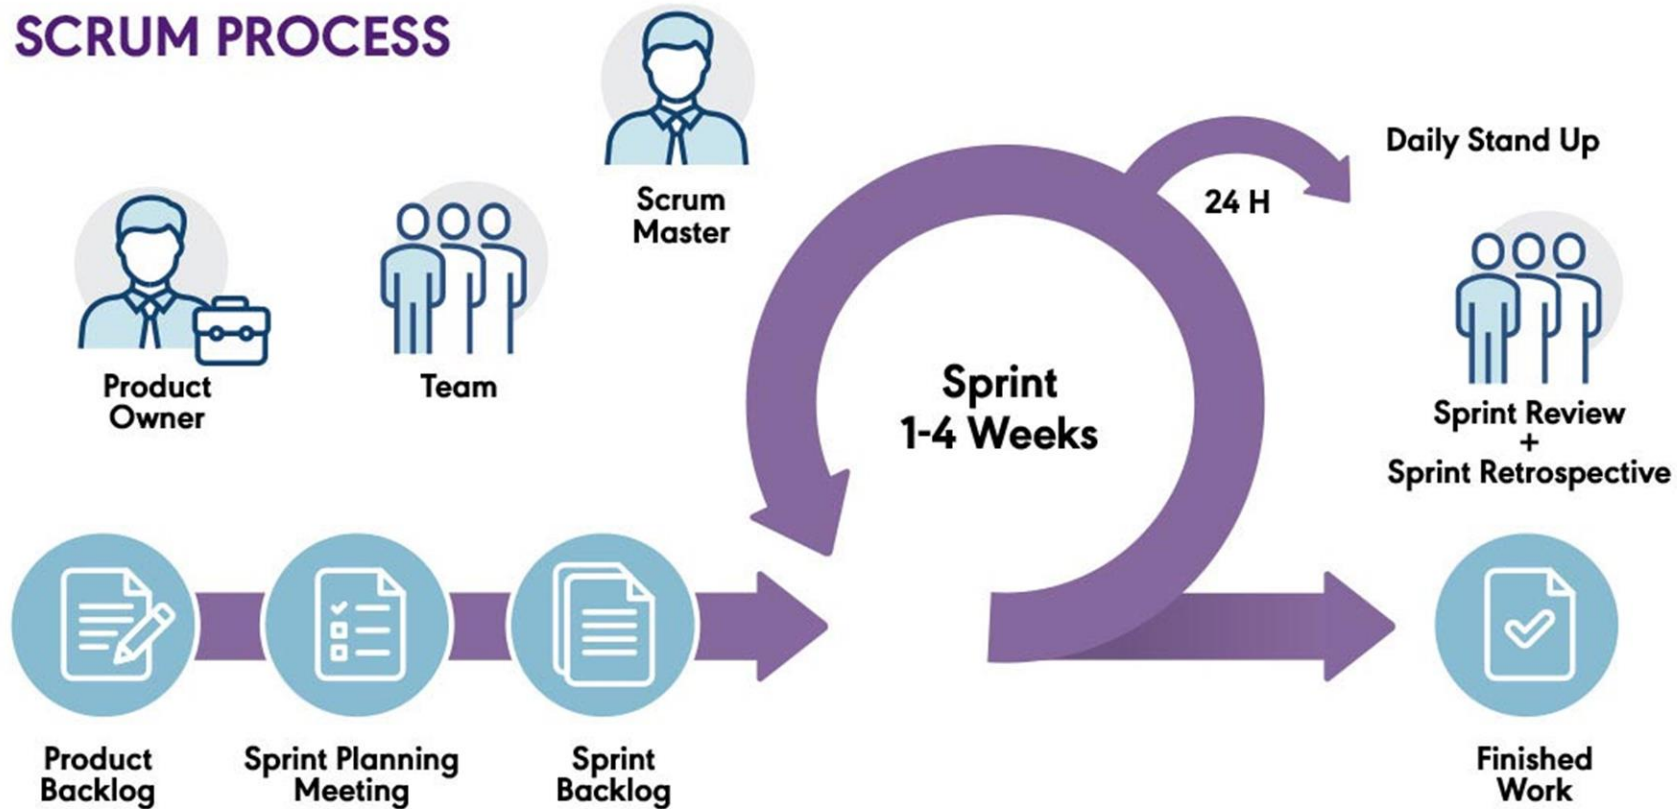 SCRUM PROCESS
Scrum
Master
Product
Owner
Team
Daily Stand Up
24 H
Sprint
1-4 Weeks
Sprint Review
+
Sprint Retrospective
Product
Backlog
Sprint Planning
Meeting
Sprint
Backlog
Finished
Work